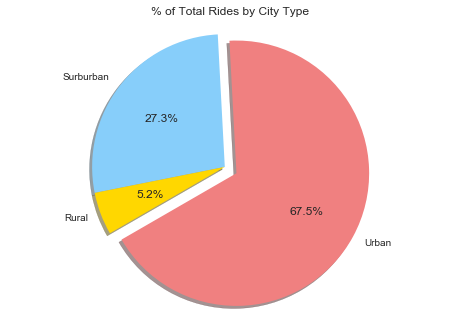 % of Total Rides by City Type
Surburban
27.3%
5.2%
67.5%
Rural
Urban